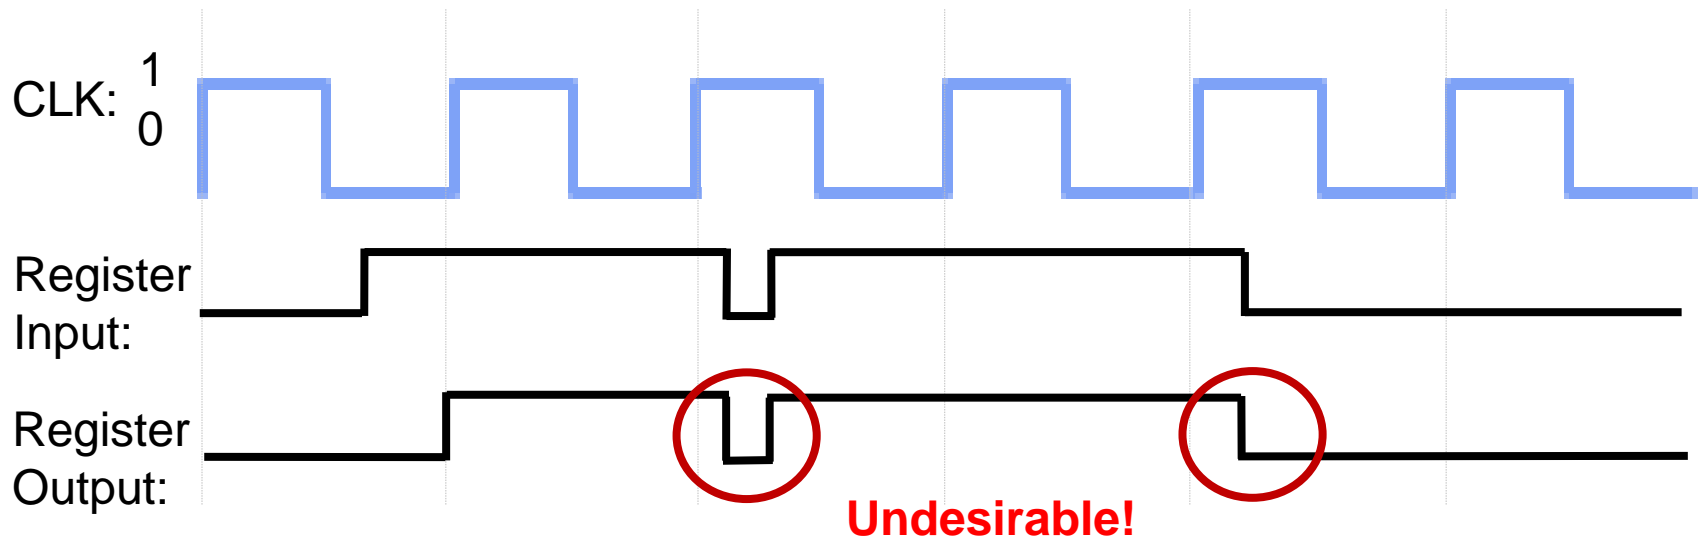 1
CLK:
0
Register
Input:
Register
Output:
Undesirable!